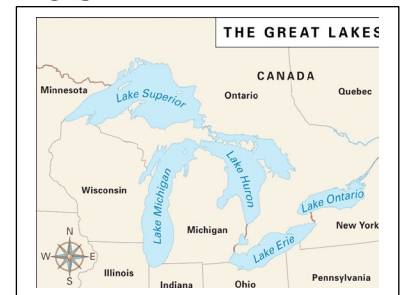 THE GREAT LAKES
CANADA
Minnesota
Lake Superior
Ontario
Quebec
Wisconsin
Lake Michigan
Lake Huron
Michigan
Lake Ontario
New York
Lake Erie
N
W
E
S
Illinois
Indiana
Ohio
Pennsylvania